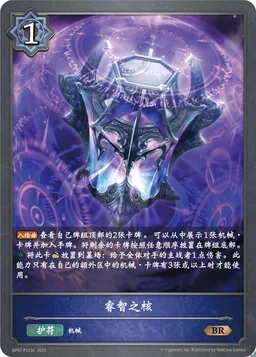 1
入场曲 查看自己牌组顶部的2张卡牌。可以从中展示1张机械·
卡牌并加入手牌。将剩余的卡牌按照任意顺序放置在牌组底部。
将此卡放置到墓场：给予全体对手的主战者1点伤害。此
能力只有在自己的额外区中的机械·卡牌有3张或以上时才能使
用。
睿智之核
护符 机械
BR